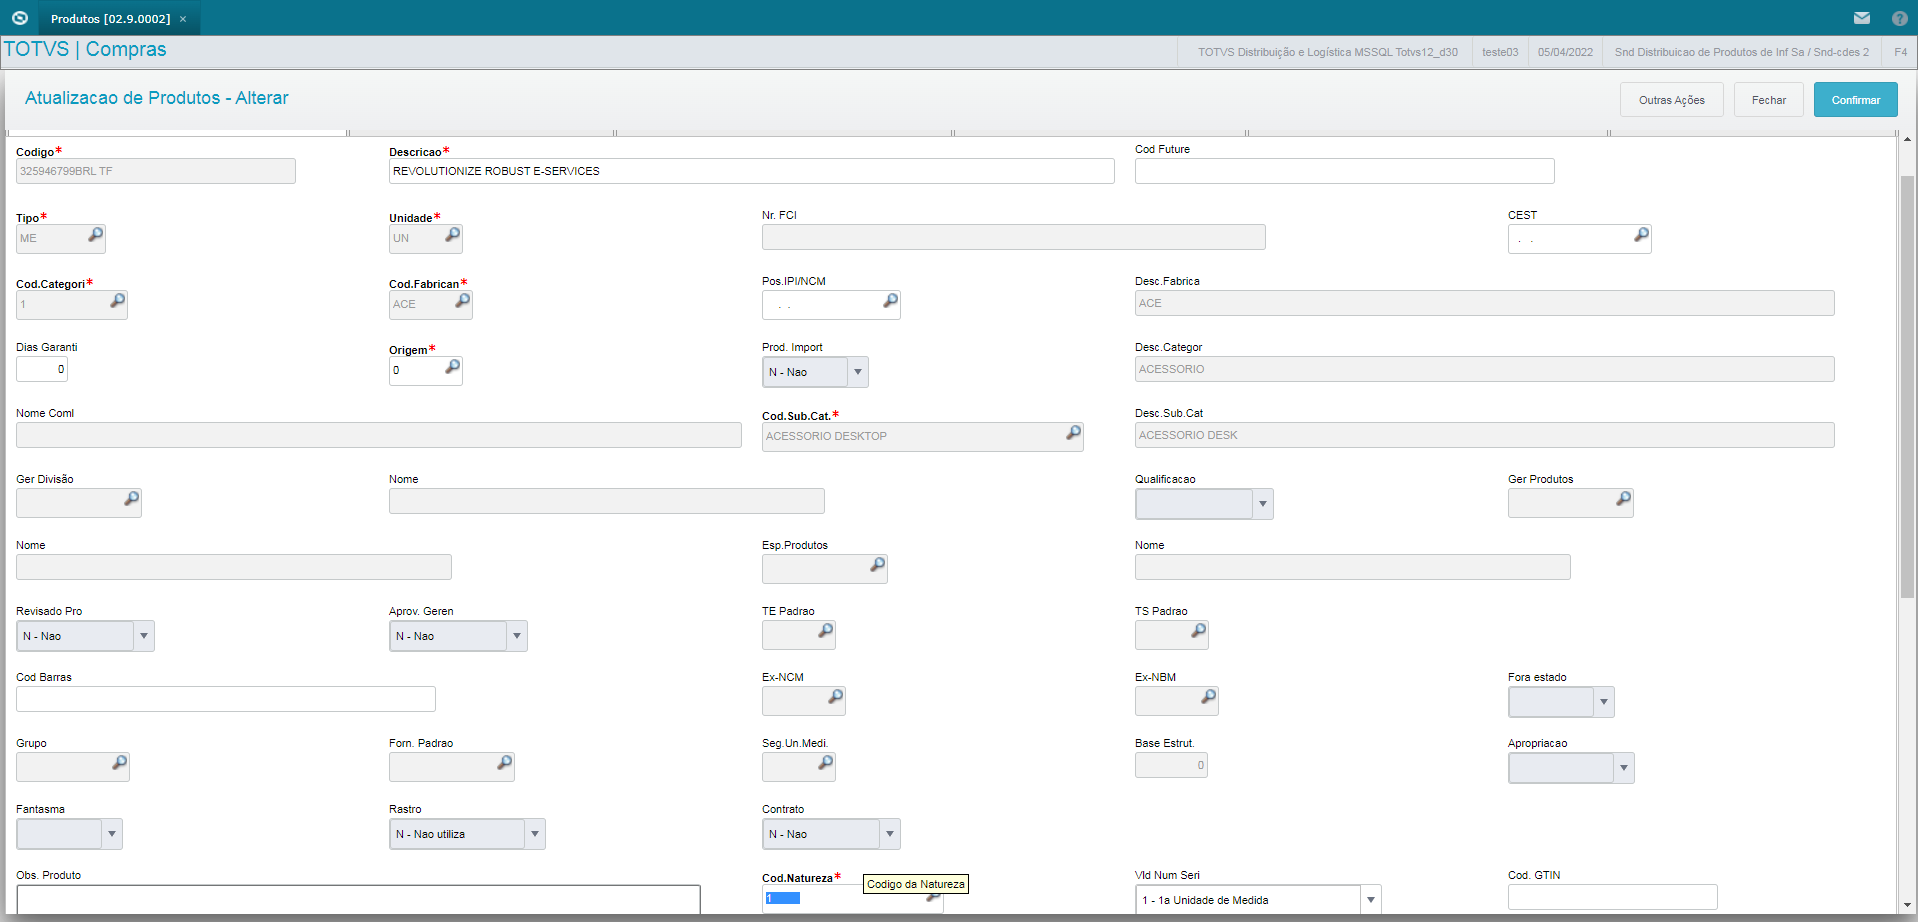 Produtos [02.9.0002] ×
TOTVS | Compras
TOTVS Distribuição e Logística MSSQL Totvs12_d30
teste03
05/04/2022
Snd Distribuicao de Produtos de Inf Sa / Snd-cdes 2
F4
Atualizacao de Produtos - Alterar
Outras Ações
Fechar
Confirmar
Codigo*
Descricao*
Cod Future
325946799BRL TF
REVOLUTIONIZE ROBUST E-SERVICES
Tipo*
Unidade*
Nr. FCI
CEST
ME
UN
. .
Cod.Categori*
Cod.Fabrican*
Pos.IPI/NCM
Desc.Fabrica
1
ACE
. .
ACE
Dias Garanti
Origem*
Prod. Import
Desc.Categor
0
0
N - Nao
ACESSORIO
Nome Coml
Cod.Sub.Cat.*
Desc.Sub.Cat
ACESSORIO DESKTOP
ACESSORIO DESK
Ger Divisão
Nome
Qualificacao
Ger Produtos
Nome
Esp.Produtos
Nome
Revisado Pro
Aprov. Geren
TE Padrao
TS Padrao
N - Nao
N - Nao
Cod Barras
Ex-NCM
Ex-NBM
Fora estado
Grupo
Forn. Padrao
Seg.Un.Medi.
Base Estrut.
Apropriacao
0
Fantasma
Rastro
Contrato
N - Nao utiliza
N - Nao
Obs. Produto
Cod.Natureza*
Codigo da Natureza
Vld Num Seri
Cod. GTIN
1
1 - 1a Unidade de Medida